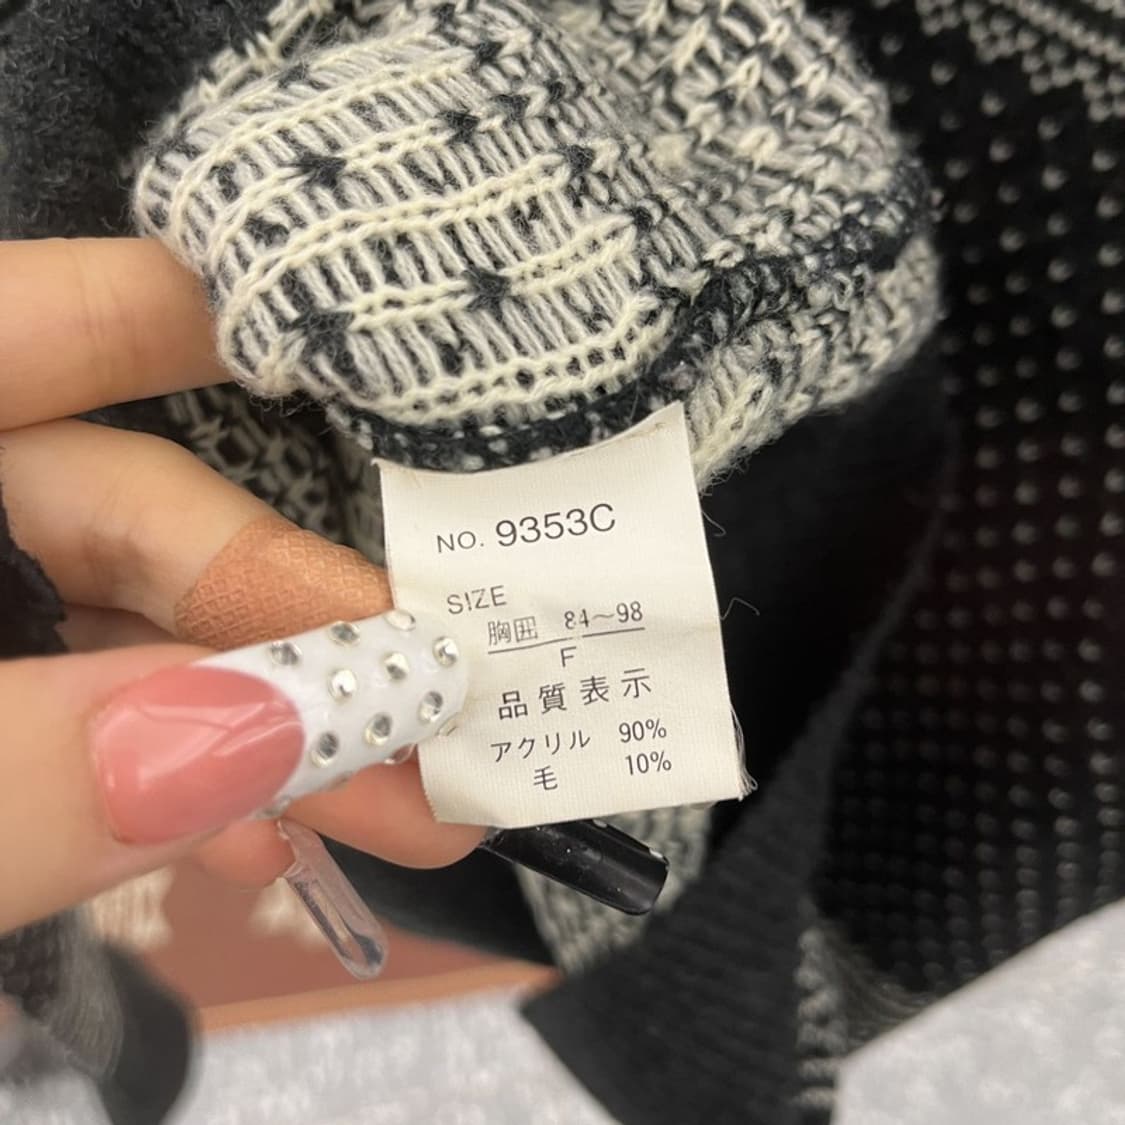 NO. 9353C
SIZE
胸囲 84〜98
F
品質表示
アクリル 90%
毛 10%